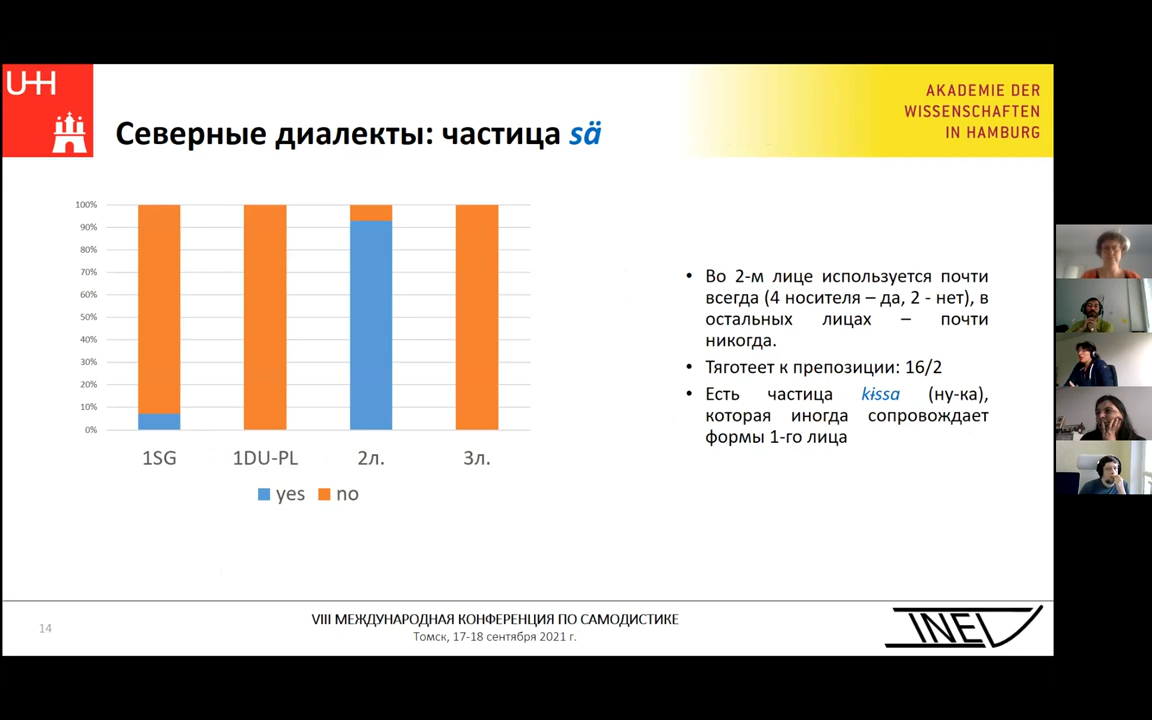 UHH
Северные диалекты: частица sä
AKADEMIE DER
WISSENSCHAFTEN
IN HAMBURG
100%
90%
80%
70%
60%
50%
40%
30%
20%
10%
0%
1SG 1DU-PL 2л. 3л.
yes no
• Во 2-м лице используется почти
всегда (4 носителя – да, 2 - нет), в
остальных лицах – почти
никогда.
• Тяготеет к препозиции: 16/2
• Есть частица kɨssa (ну-ка),
которая иногда сопровождает
формы 1-го лица
14
VIII МЕЖДУНАРОДНАЯ КОНФЕРЕНЦИЯ ПО САМОДИСТИКЕ
Томск, 17-18 сентября 2021 г.
INEL